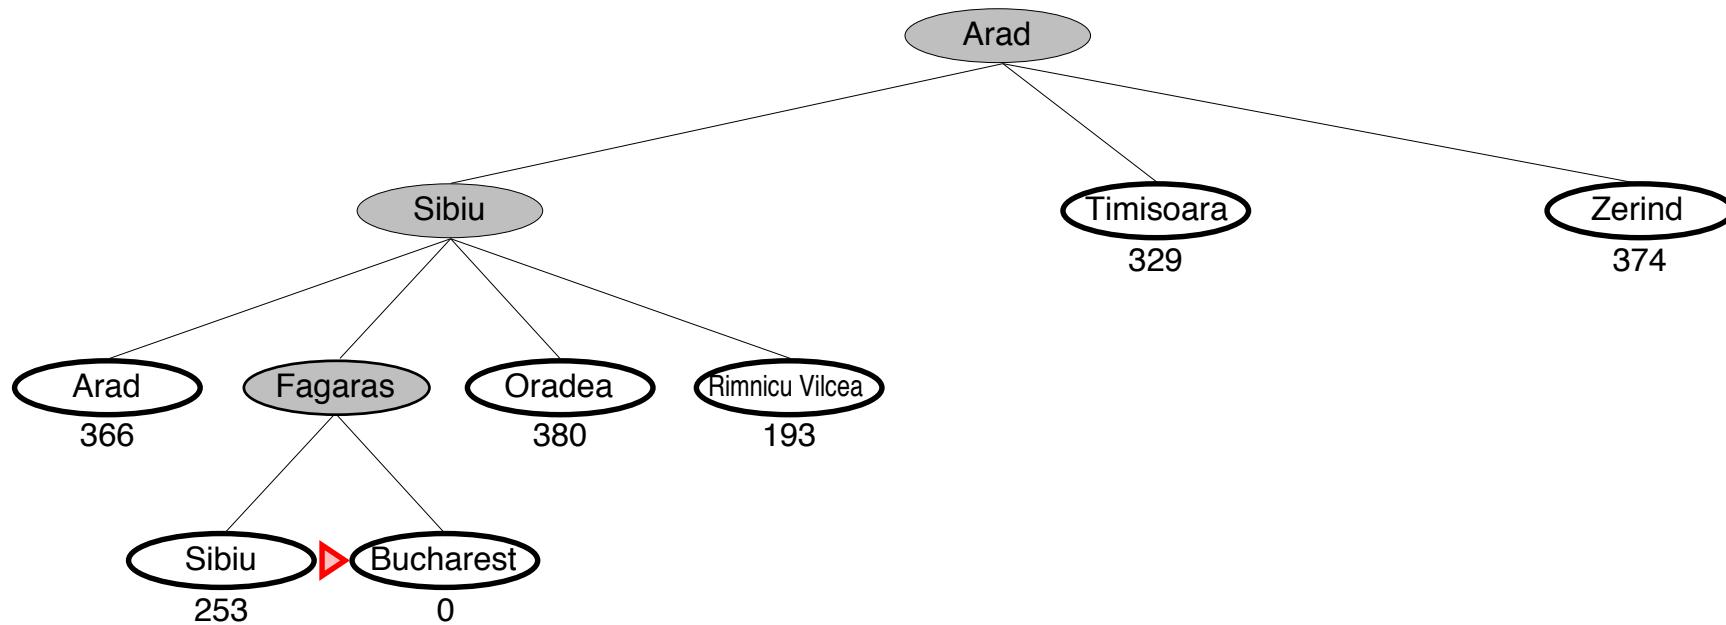 Arad
Sibiu
Timisoara
Zerind
329
374
Arad
Fagaras
Oradea
Rimnicu Vilcea
366
380
193
Sibiu
Bucharest
253
0